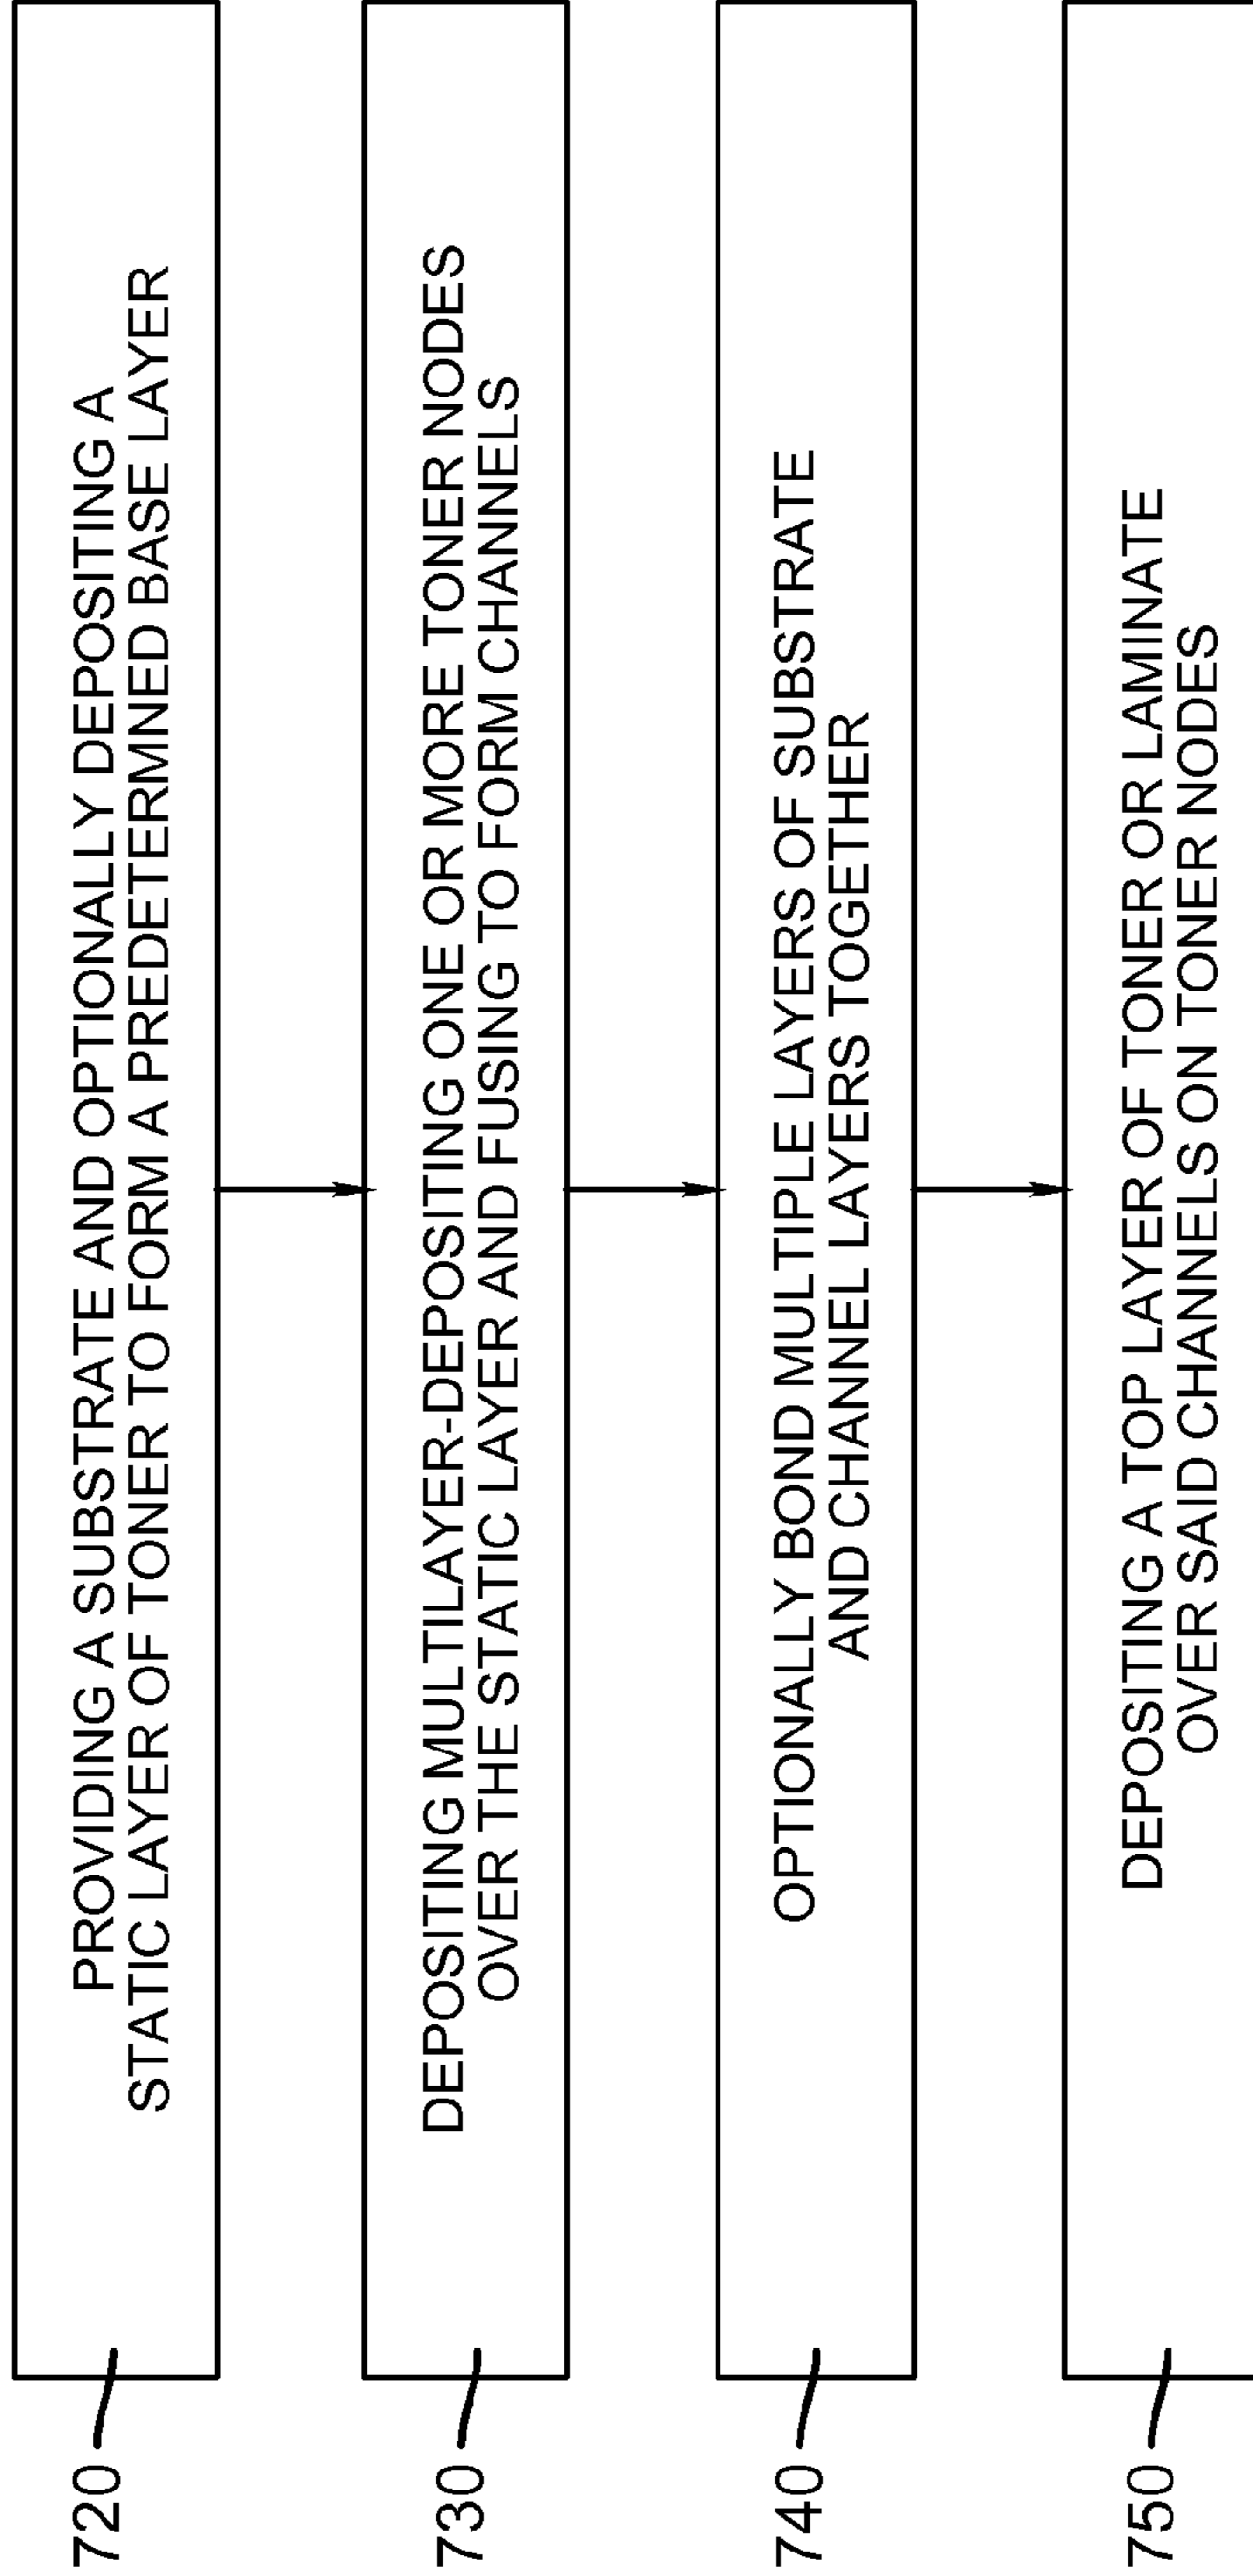 720
PROVIDING A SUBSTRATE AND OPTIONALLY DEPOSITING A
STATIC LAYER OF TONER TO FORM A PREDETERMINED BASE LAYER
730
DEPOSITING MULTILAYER-DEPOSITING ONE OR MORE TONER NODES
OVER THE STATIC LAYER AND FUSING TO FORM CHANNELS
740
OPTIONALLY BOND MULTIPLE LAYERS OF SUBSTRATE
AND CHANNEL LAYERS TOGETHER
750
DEPOSITING A TOP LAYER OF TONER OR LAMINATE
OVER SAID CHANNELS ON TONER NODES